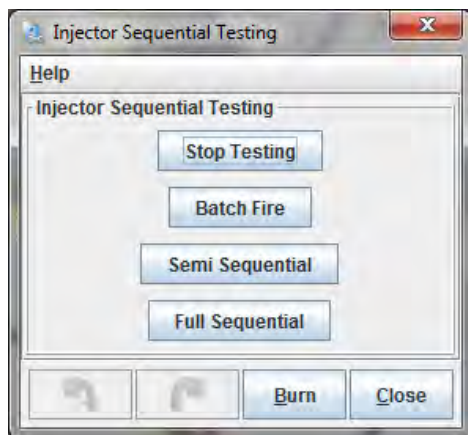 Injector Sequential Testing
Help
Injector Sequential Testing
Stop Testing
Batch Fire
Semi Sequential
Full Sequential
Burn Close